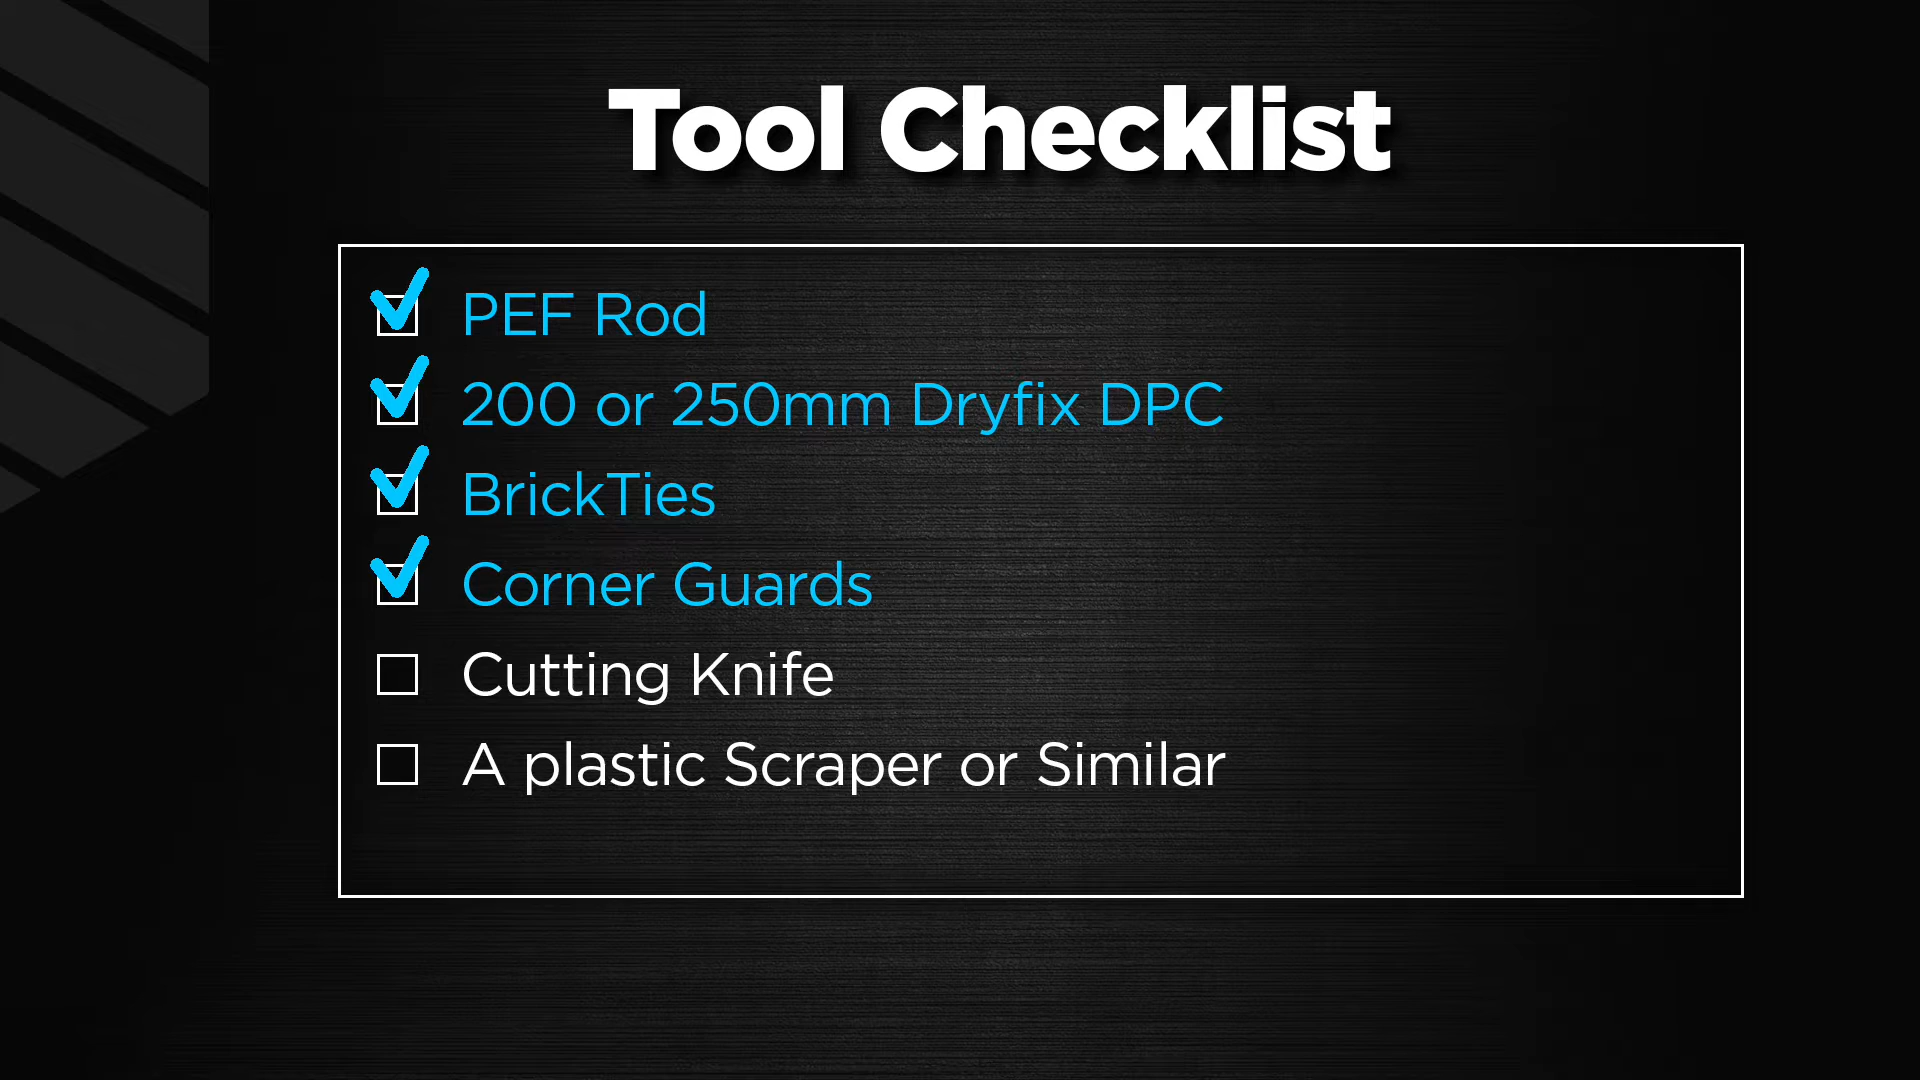 Tool Checklist
PEF Rod
200 or 250mm Dryfix DPC
BrickTies
Corner Guards
Cutting Knife
A plastic Scraper or Similar